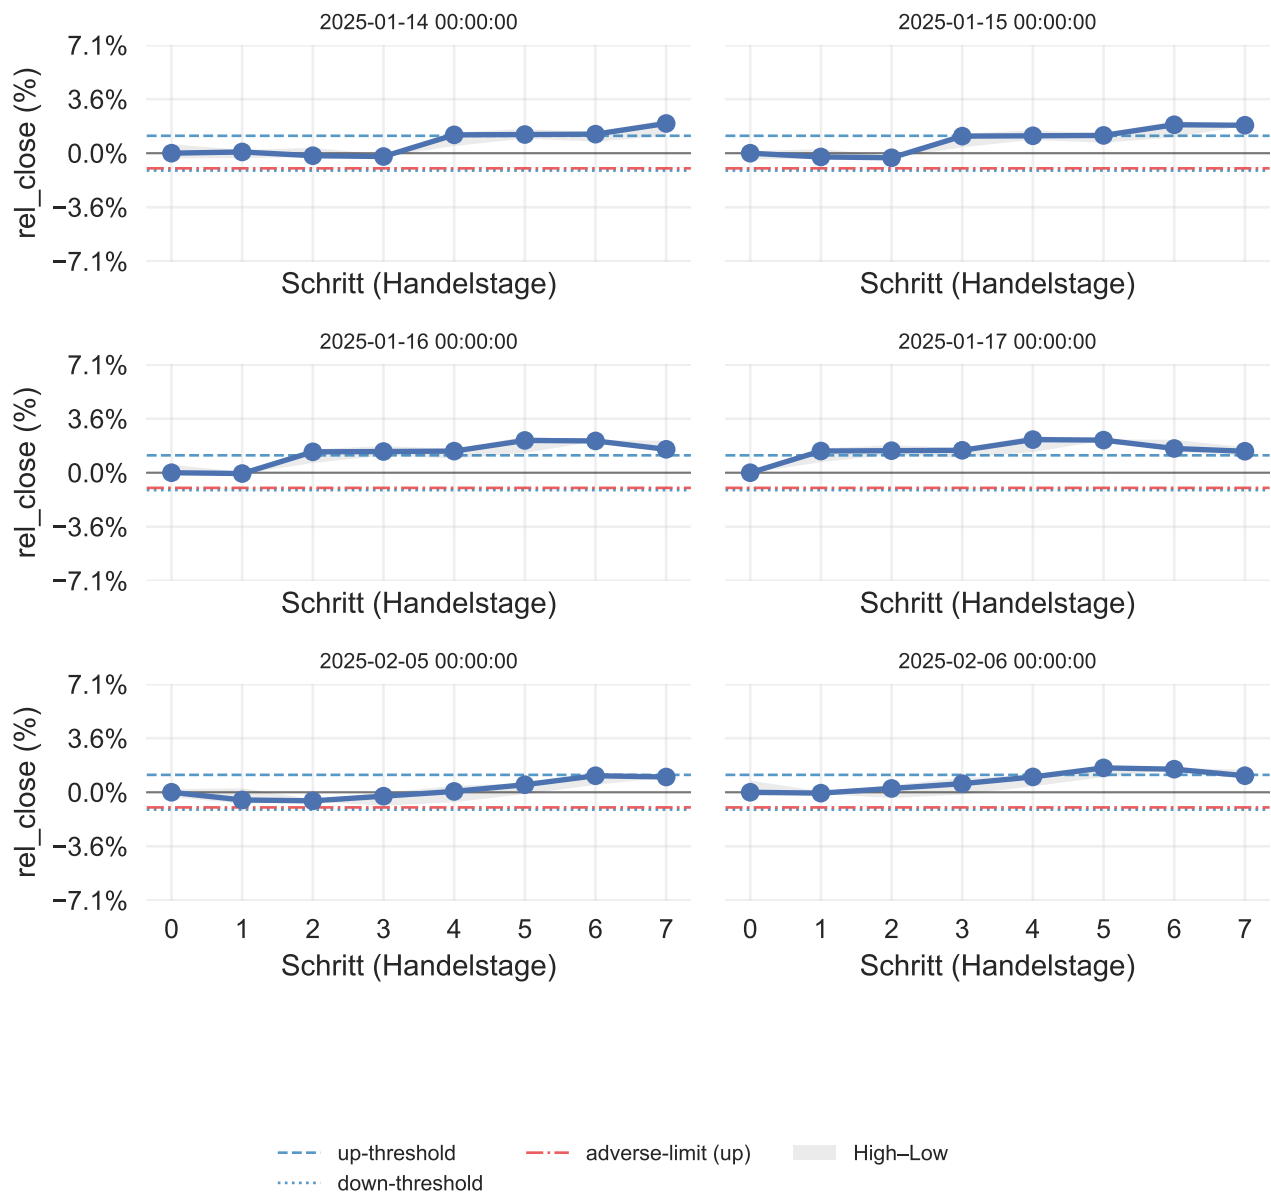 2025-01-14 00:00:00
2025-01-15 00:00:00
7.1%
3.6%
0.0%
−3.6%
−7.1%
rel_close (%)
Schritt (Handelstage)
Schritt (Handelstage)
2025-01-16 00:00:00
2025-01-17 00:00:00
7.1%
3.6%
0.0%
−3.6%
−7.1%
rel_close (%)
Schritt (Handelstage)
Schritt (Handelstage)
2025-02-05 00:00:00
2025-02-06 00:00:00
7.1%
3.6%
0.0%
−3.6%
−7.1%
rel_close (%)
0 1 2 3 4 5 6 7
0 1 2 3 4 5 6 7
Schritt (Handelstage)
Schritt (Handelstage)
up-threshold
adverse-limit (up)
High–Low
down-threshold